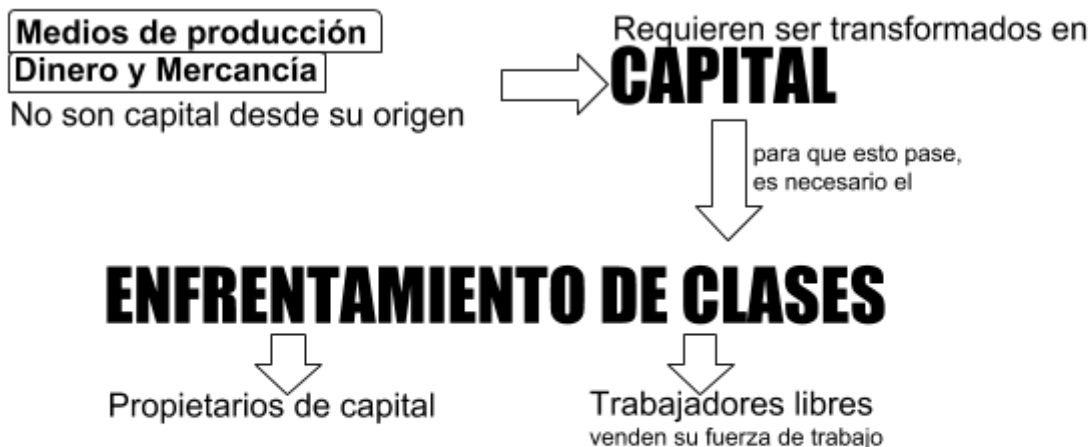 Medios de producción
Dinero y Mercancía
No son capital desde su origen
Requieren ser transformados en
CAPITAL
para que esto pase,
es necesario el
ENFRENTAMIENTO DE CLASES
Propietarios de capital
Trabajadores libres
venden su fuerza de trabajo